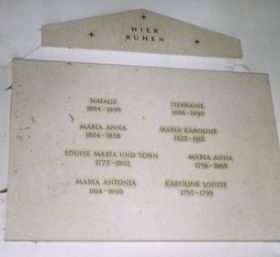 HIER
RUHEN
NATALIE
1884-1898
STEPHANIE
1886-1890
MARIA ANNA
1804-1858
MARIA KAROLINE
1825-1915
LOUISE MARIA UND SOHN
1773-1802
MARIA
MARIA ANTONIA
1814-1898
KAROLINE LOUISE
1795-1799